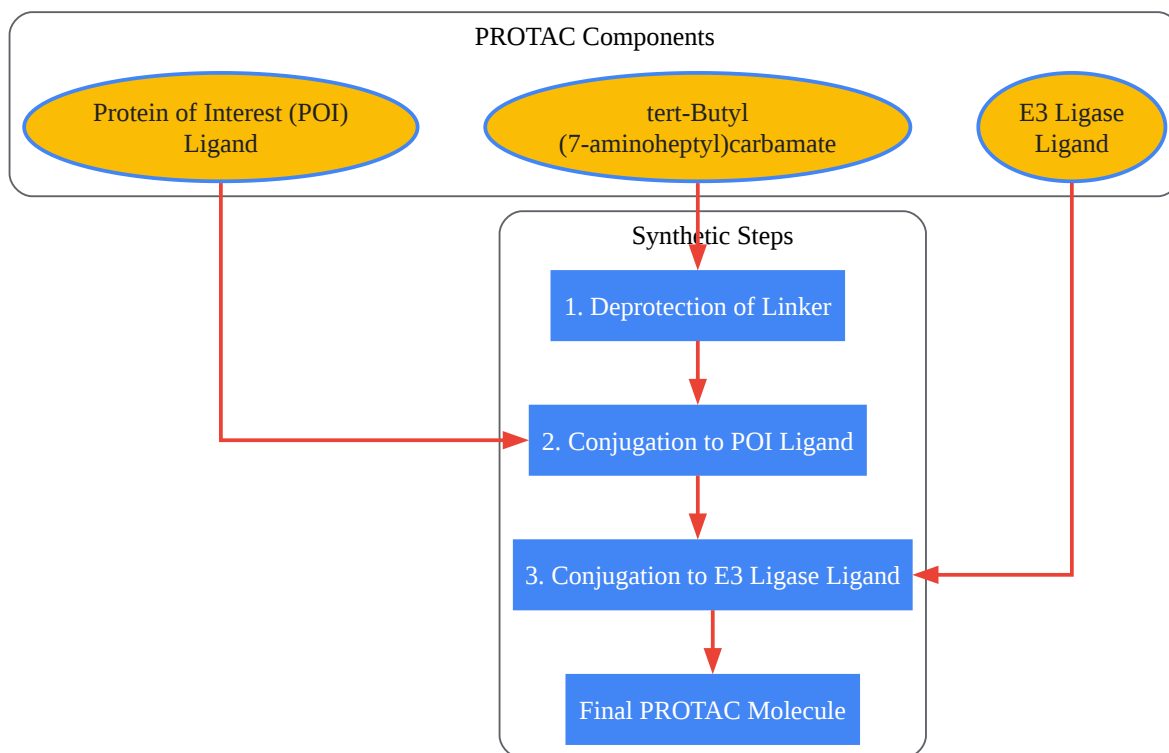 PROTAC Components
Protein of Interest (POI)
Ligand
tert-Butyl
(7-aminoheptyl)carbamate
E3 Ligase
Ligand
Synthetic Steps
1. Deprotection of Linker
2. Conjugation to POI Ligand
3. Conjugation to E3 Ligase Ligand
Final PROTAC Molecule